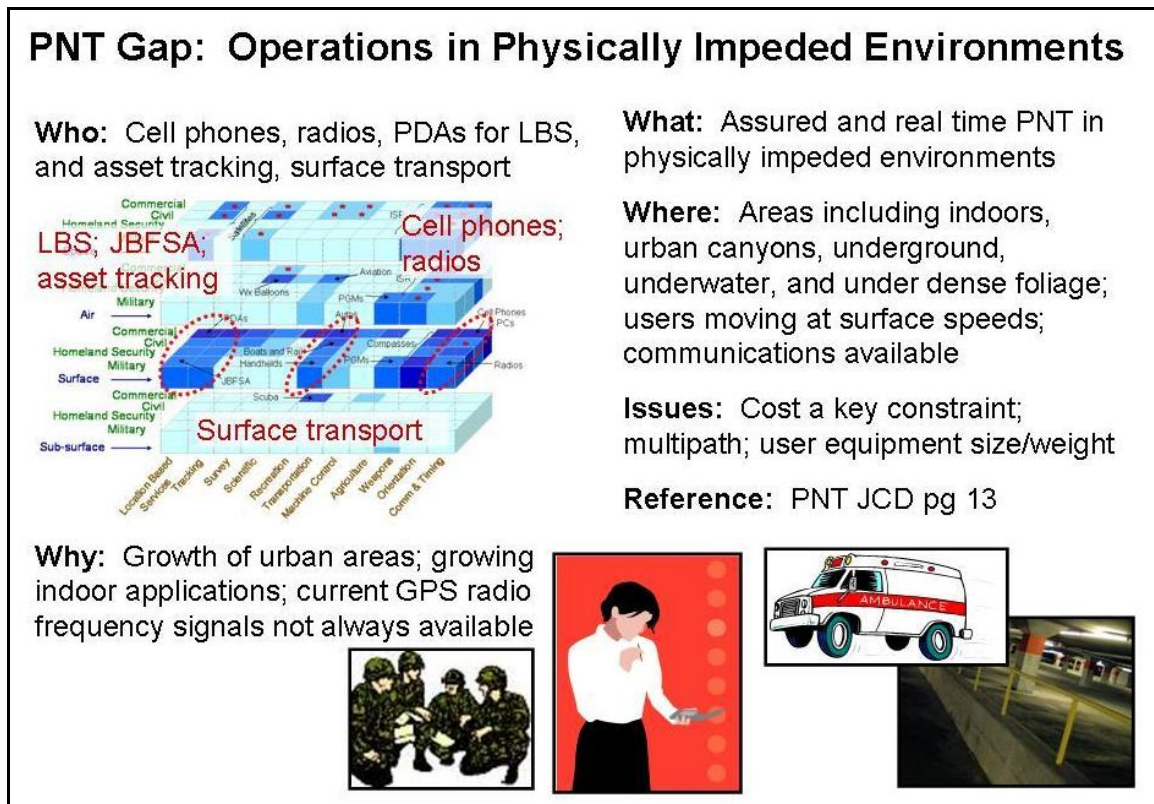 PNT Gap: Operations in Physically Impeded Environments
Who: Cell phones, radios, PDAs for LBS,
and asset tracking, surface transport
Commercial
Civil
Homeland Security
LBS; JBFSA;
asset tracking
Cell phones;
radios
ISR
Military
Air
Wx Balloons
Aviation
PGMs
ISR
Commercial
Civil
Homeland Security
Military
Surface
PDAs
Boats and Rail
Handhelds
JBFSA
Autos
Compasses
PGMs
Cell Phones
PCs
Radios
Commercial
Civil
Homeland Security
Military
Sub-surface
Scuba
Surface transport
Location Based
Services
Tracking
Survey
Scientific
Recreation
Transportation
Machine Control
Agriculture
Weapons
Orientation
Comm & Timing
Why: Growth of urban areas; growing
indoor applications; current GPS radio
frequency signals not always available
What: Assured and real time PNT in
physically impeded environments
Where: Areas including indoors,
urban canyons, underground,
underwater, and under dense foliage;
users moving at surface speeds;
communications available
Issues: Cost a key constraint;
multipath; user equipment size/weight
Reference: PNT JCD pg 13
AMBULANCE